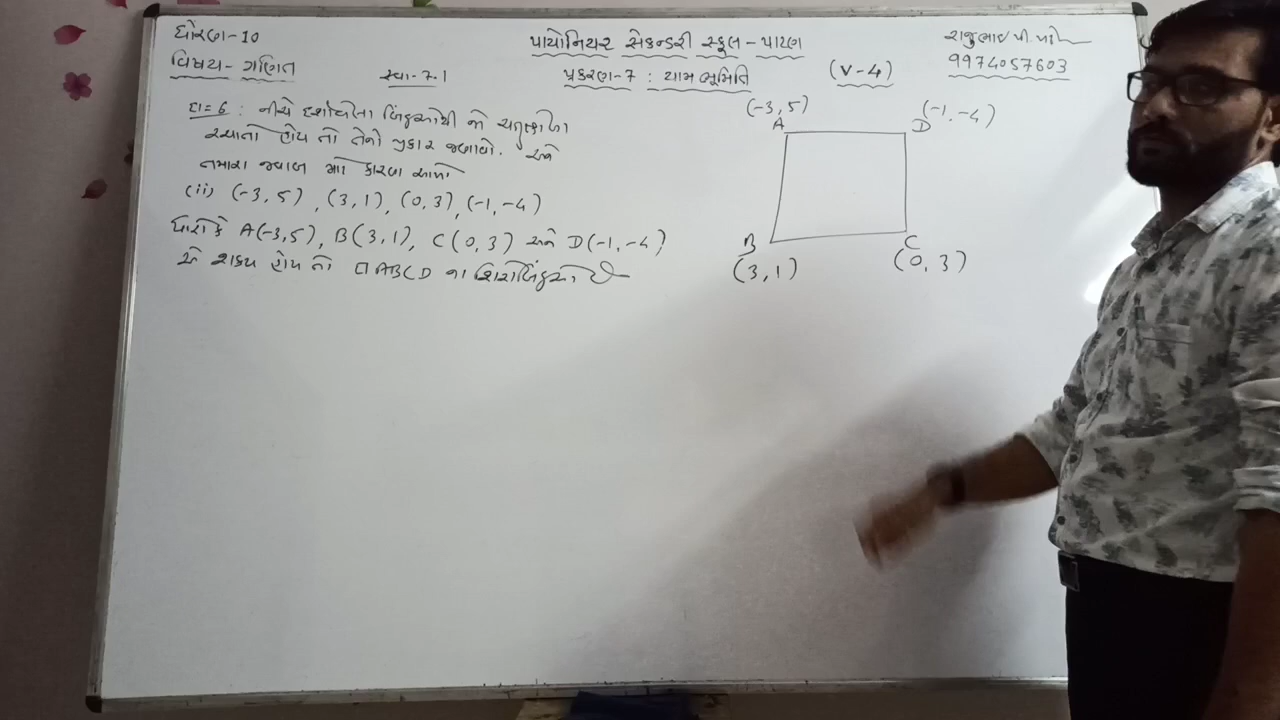 ધોરણ-10
વિષય- ગણિત
સ્વા-7.1
પાયોનિયર સેકન્ડરી સ્કૂલ - પાટણ
પ્રકરણ-7 : યામ ભૂમિતિ
(V-4)
રાજુભાઇ પી.
9974057603
દા=6 : નીચે દર્શાવેલા બિંદુઓથી જો ચતુષ્કોણ
રચાતો હોય તો તેનો પ્રકાર જણાવો. અને
તમારા જવાબ માટે કારણ આપો
(ii) (-3, 5), (3, 1), (0, 3), (-1, -4)
ધારો કે A(-3,5), B(3,1), C(0,3) અને D(-1,-4)
એ શક્ય હોય તો □ABCD ના શિરોબિંદુઓ છે
(-3, 5) (-1, -4)
A D
B C
(3, 1) (0, 3)